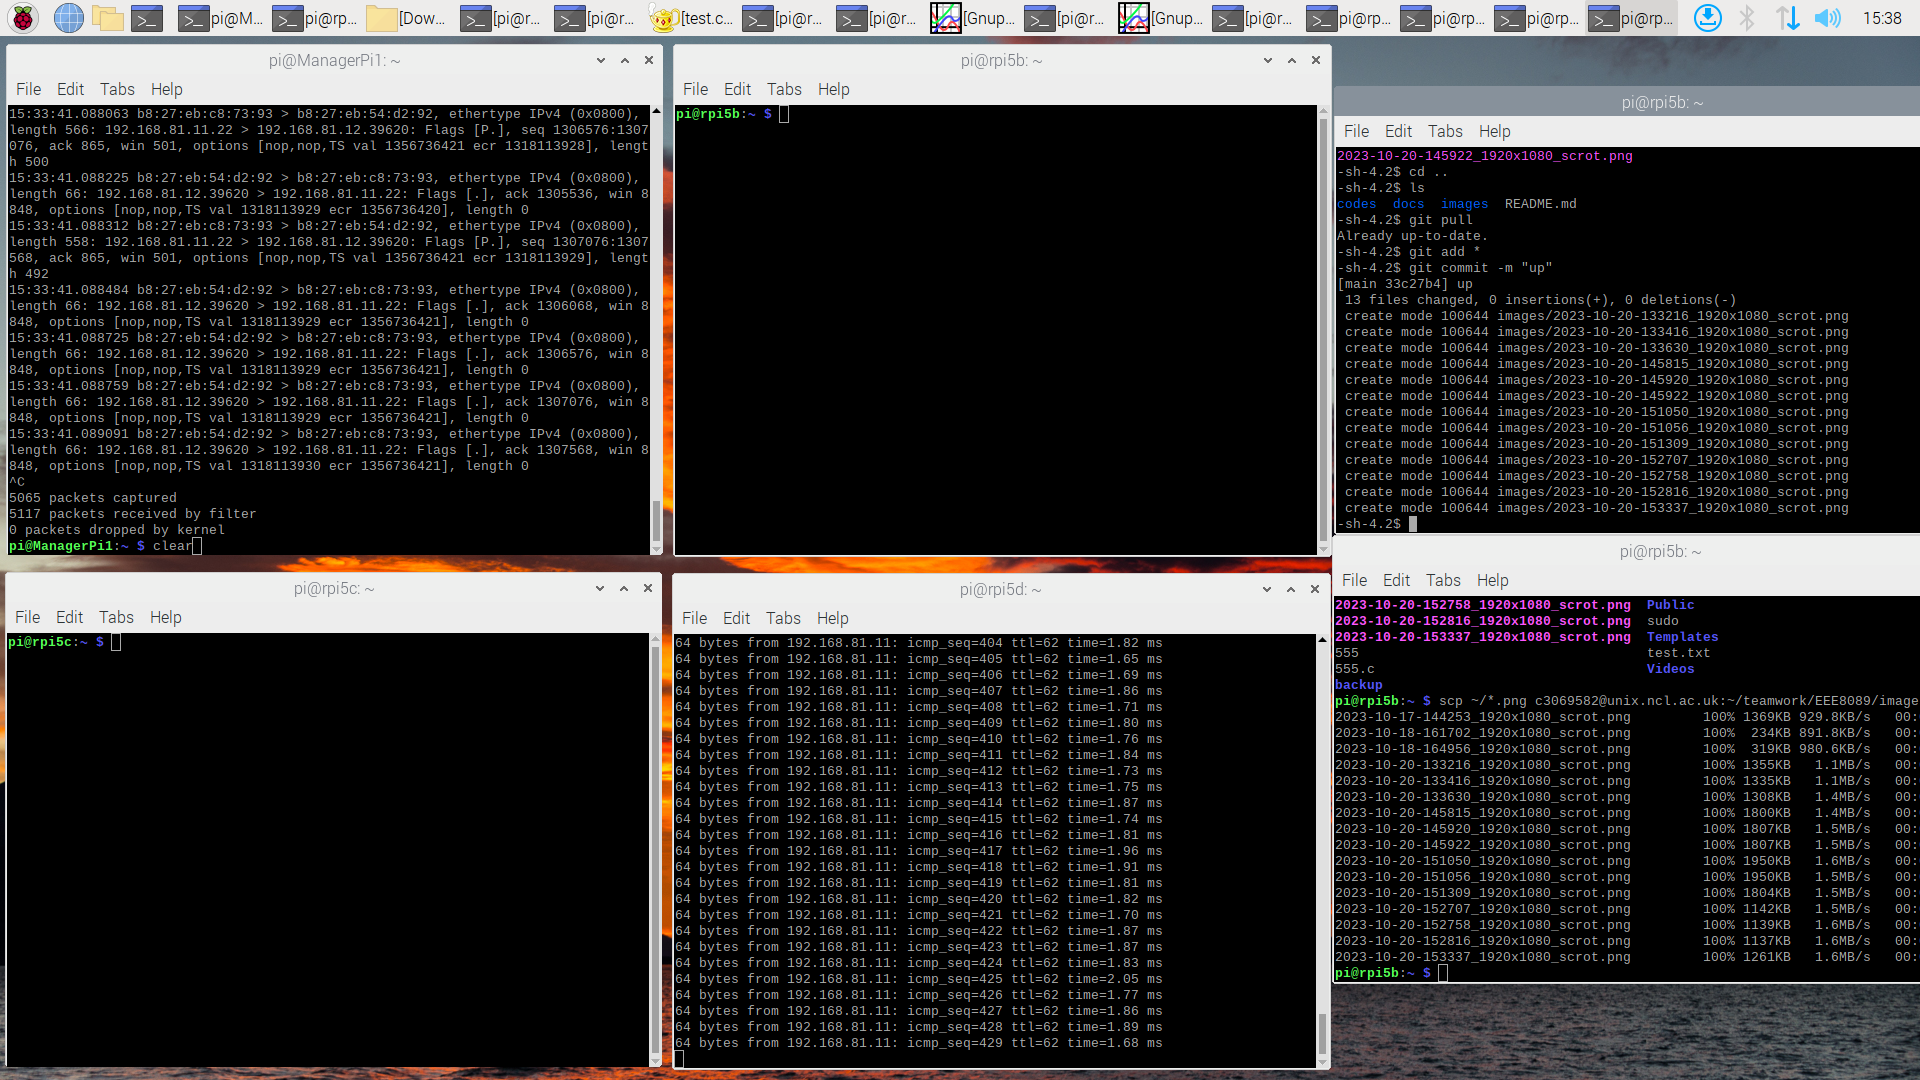 pi@M...
pi@rp...
[Dow...
[pi@r...
[pi@r...
[test.c...
[pi@r...
[pi@r...
[Gnup...
[pi@r...
[Gnup...
[pi@r...
pi@rp...
pi@rp...
pi@rp...
pi@rp...
15:38
pi@ManagerPi1: ~
File Edit Tabs Help
15:33:41.088063 b8:27:eb:c8:73:93 > b8:27:eb:54:d2:92, ethertype IPv4 (0x0800),
length 566: 192.168.81.11.22 > 192.168.81.12.39620: Flags [P.], seq 1306576:1307
076, ack 865, win 501, options [nop,nop,TS val 1356736421 ecr 1318113928], lengt
h 500
15:33:41.088225 b8:27:eb:54:d2:92 > b8:27:eb:c8:73:93, ethertype IPv4 (0x0800),
length 66: 192.168.81.12.39620 > 192.168.81.11.22: Flags [.], ack 1305536, win 8
848, options [nop,nop,TS val 1318113929 ecr 1356736420], length 0
15:33:41.088312 b8:27:eb:c8:73:93 > b8:27:eb:54:d2:92, ethertype IPv4 (0x0800),
length 558: 192.168.81.11.22 > 192.168.81.12.39620: Flags [P.], seq 1307076:1307
568, ack 865, win 501, options [nop,nop,TS val 1356736421 ecr 1318113929], lengt
h 492
15:33:41.088484 b8:27:eb:54:d2:92 > b8:27:eb:c8:73:93, ethertype IPv4 (0x0800),
length 66: 192.168.81.12.39620 > 192.168.81.11.22: Flags [.], ack 1306068, win 8
848, options [nop,nop,TS val 1318113929 ecr 1356736421], length 0
15:33:41.088725 b8:27:eb:54:d2:92 > b8:27:eb:c8:73:93, ethertype IPv4 (0x0800),
length 66: 192.168.81.12.39620 > 192.168.81.11.22: Flags [.], ack 1306576, win 8
848, options [nop,nop,TS val 1318113929 ecr 1356736421], length 0
15:33:41.088759 b8:27:eb:54:d2:92 > b8:27:eb:c8:73:93, ethertype IPv4 (0x0800),
length 66: 192.168.81.12.39620 > 192.168.81.11.22: Flags [.], ack 1307076, win 8
848, options [nop,nop,TS val 1318113929 ecr 1356736421], length 0
15:33:41.089091 b8:27:eb:54:d2:92 > b8:27:eb:c8:73:93, ethertype IPv4 (0x0800),
length 66: 192.168.81.12.39620 > 192.168.81.11.22: Flags [.], ack 1307568, win 8
848, options [nop,nop,TS val 1318113930 ecr 1356736421], length 0
^C
5065 packets captured
5117 packets received by filter
0 packets dropped by kernel
pi@ManagerPi1:~ $ clear
pi@rpi5b: ~
File Edit Tabs Help
pi@rpi5b:~ $
pi@rpi5b: ~
File Edit Tabs Help
2023-10-20-145922_1920x1080_scrot.png
-sh-4.2$ cd ..
-sh-4.2$ ls
codes docs images README.md
-sh-4.2$ git pull
Already up-to-date.
-sh-4.2$ git add *
-sh-4.2$ git commit -m "up"
[main 33c27b4] up
13 files changed, 0 insertions(+), 0 deletions(-)
create mode 100644 images/2023-10-20-133216_1920x1080_scrot.png
create mode 100644 images/2023-10-20-133416_1920x1080_scrot.png
create mode 100644 images/2023-10-20-133630_1920x1080_scrot.png
create mode 100644 images/2023-10-20-145815_1920x1080_scrot.png
create mode 100644 images/2023-10-20-145920_1920x1080_scrot.png
create mode 100644 images/2023-10-20-145922_1920x1080_scrot.png
create mode 100644 images/2023-10-20-151050_1920x1080_scrot.png
create mode 100644 images/2023-10-20-151056_1920x1080_scrot.png
create mode 100644 images/2023-10-20-151309_1920x1080_scrot.png
create mode 100644 images/2023-10-20-152707_1920x1080_scrot.png
create mode 100644 images/2023-10-20-152758_1920x1080_scrot.png
create mode 100644 images/2023-10-20-152816_1920x1080_scrot.png
create mode 100644 images/2023-10-20-153337_1920x1080_scrot.png
-sh-4.2$
pi@rpi5c: ~
File Edit Tabs Help
pi@rpi5c:~ $
pi@rpi5d: ~
File Edit Tabs Help
64 bytes from 192.168.81.11: icmp_seq=404 ttl=62 time=1.82 ms
64 bytes from 192.168.81.11: icmp_seq=405 ttl=62 time=1.65 ms
64 bytes from 192.168.81.11: icmp_seq=406 ttl=62 time=1.69 ms
64 bytes from 192.168.81.11: icmp_seq=407 ttl=62 time=1.86 ms
64 bytes from 192.168.81.11: icmp_seq=408 ttl=62 time=1.71 ms
64 bytes from 192.168.81.11: icmp_seq=409 ttl=62 time=1.80 ms
64 bytes from 192.168.81.11: icmp_seq=410 ttl=62 time=1.76 ms
64 bytes from 192.168.81.11: icmp_seq=411 ttl=62 time=1.84 ms
64 bytes from 192.168.81.11: icmp_seq=412 ttl=62 time=1.73 ms
64 bytes from 192.168.81.11: icmp_seq=413 ttl=62 time=1.75 ms
64 bytes from 192.168.81.11: icmp_seq=414 ttl=62 time=1.87 ms
64 bytes from 192.168.81.11: icmp_seq=415 ttl=62 time=1.74 ms
64 bytes from 192.168.81.11: icmp_seq=416 ttl=62 time=1.81 ms
64 bytes from 192.168.81.11: icmp_seq=417 ttl=62 time=1.96 ms
64 bytes from 192.168.81.11: icmp_seq=418 ttl=62 time=1.91 ms
64 bytes from 192.168.81.11: icmp_seq=419 ttl=62 time=1.81 ms
64 bytes from 192.168.81.11: icmp_seq=420 ttl=62 time=1.82 ms
64 bytes from 192.168.81.11: icmp_seq=421 ttl=62 time=1.70 ms
64 bytes from 192.168.81.11: icmp_seq=422 ttl=62 time=1.87 ms
64 bytes from 192.168.81.11: icmp_seq=423 ttl=62 time=1.87 ms
64 bytes from 192.168.81.11: icmp_seq=424 ttl=62 time=1.83 ms
64 bytes from 192.168.81.11: icmp_seq=425 ttl=62 time=2.05 ms
64 bytes from 192.168.81.11: icmp_seq=426 ttl=62 time=1.77 ms
64 bytes from 192.168.81.11: icmp_seq=427 ttl=62 time=1.86 ms
64 bytes from 192.168.81.11: icmp_seq=428 ttl=62 time=1.89 ms
64 bytes from 192.168.81.11: icmp_seq=429 ttl=62 time=1.68 ms
pi@rpi5b: ~
File Edit Tabs Help
2023-10-20-152758_1920x1080_scrot.png Public
2023-10-20-152816_1920x1080_scrot.png sudo
2023-10-20-153337_1920x1080_scrot.png Templates
555 test.txt
555.c Videos
backup
pi@rpi5b:~ $ scp ~/*.png c3069582@unix.ncl.ac.uk:~/teamwork/EEE8089/image
2023-10-17-144253_1920x1080_scrot.png 100% 1369KB 929.8KB/s 00:
2023-10-18-161702_1920x1080_scrot.png 100% 234KB 891.8KB/s 00:
2023-10-18-164956_1920x1080_scrot.png 100% 319KB 980.6KB/s 00:
2023-10-20-133216_1920x1080_scrot.png 100% 1355KB 1.1MB/s 00:
2023-10-20-133416_1920x1080_scrot.png 100% 1335KB 1.1MB/s 00:
2023-10-20-133630_1920x1080_scrot.png 100% 1308KB 1.4MB/s 00:
2023-10-20-145815_1920x1080_scrot.png 100% 1800KB 1.4MB/s 00:
2023-10-20-145920_1920x1080_scrot.png 100% 1807KB 1.5MB/s 00:
2023-10-20-145922_1920x1080_scrot.png 100% 1807KB 1.5MB/s 00:
2023-10-20-151050_1920x1080_scrot.png 100% 1950KB 1.6MB/s 00:
2023-10-20-151056_1920x1080_scrot.png 100% 1950KB 1.5MB/s 00:
2023-10-20-151309_1920x1080_scrot.png 100% 1804KB 1.5MB/s 00:
2023-10-20-152707_1920x1080_scrot.png 100% 1142KB 1.5MB/s 00:
2023-10-20-152758_1920x1080_scrot.png 100% 1139KB 1.6MB/s 00:
2023-10-20-152816_1920x1080_scrot.png 100% 1137KB 1.6MB/s 00:
2023-10-20-153337_1920x1080_scrot.png 100% 1261KB 1.6MB/s 00:
pi@rpi5b:~ $